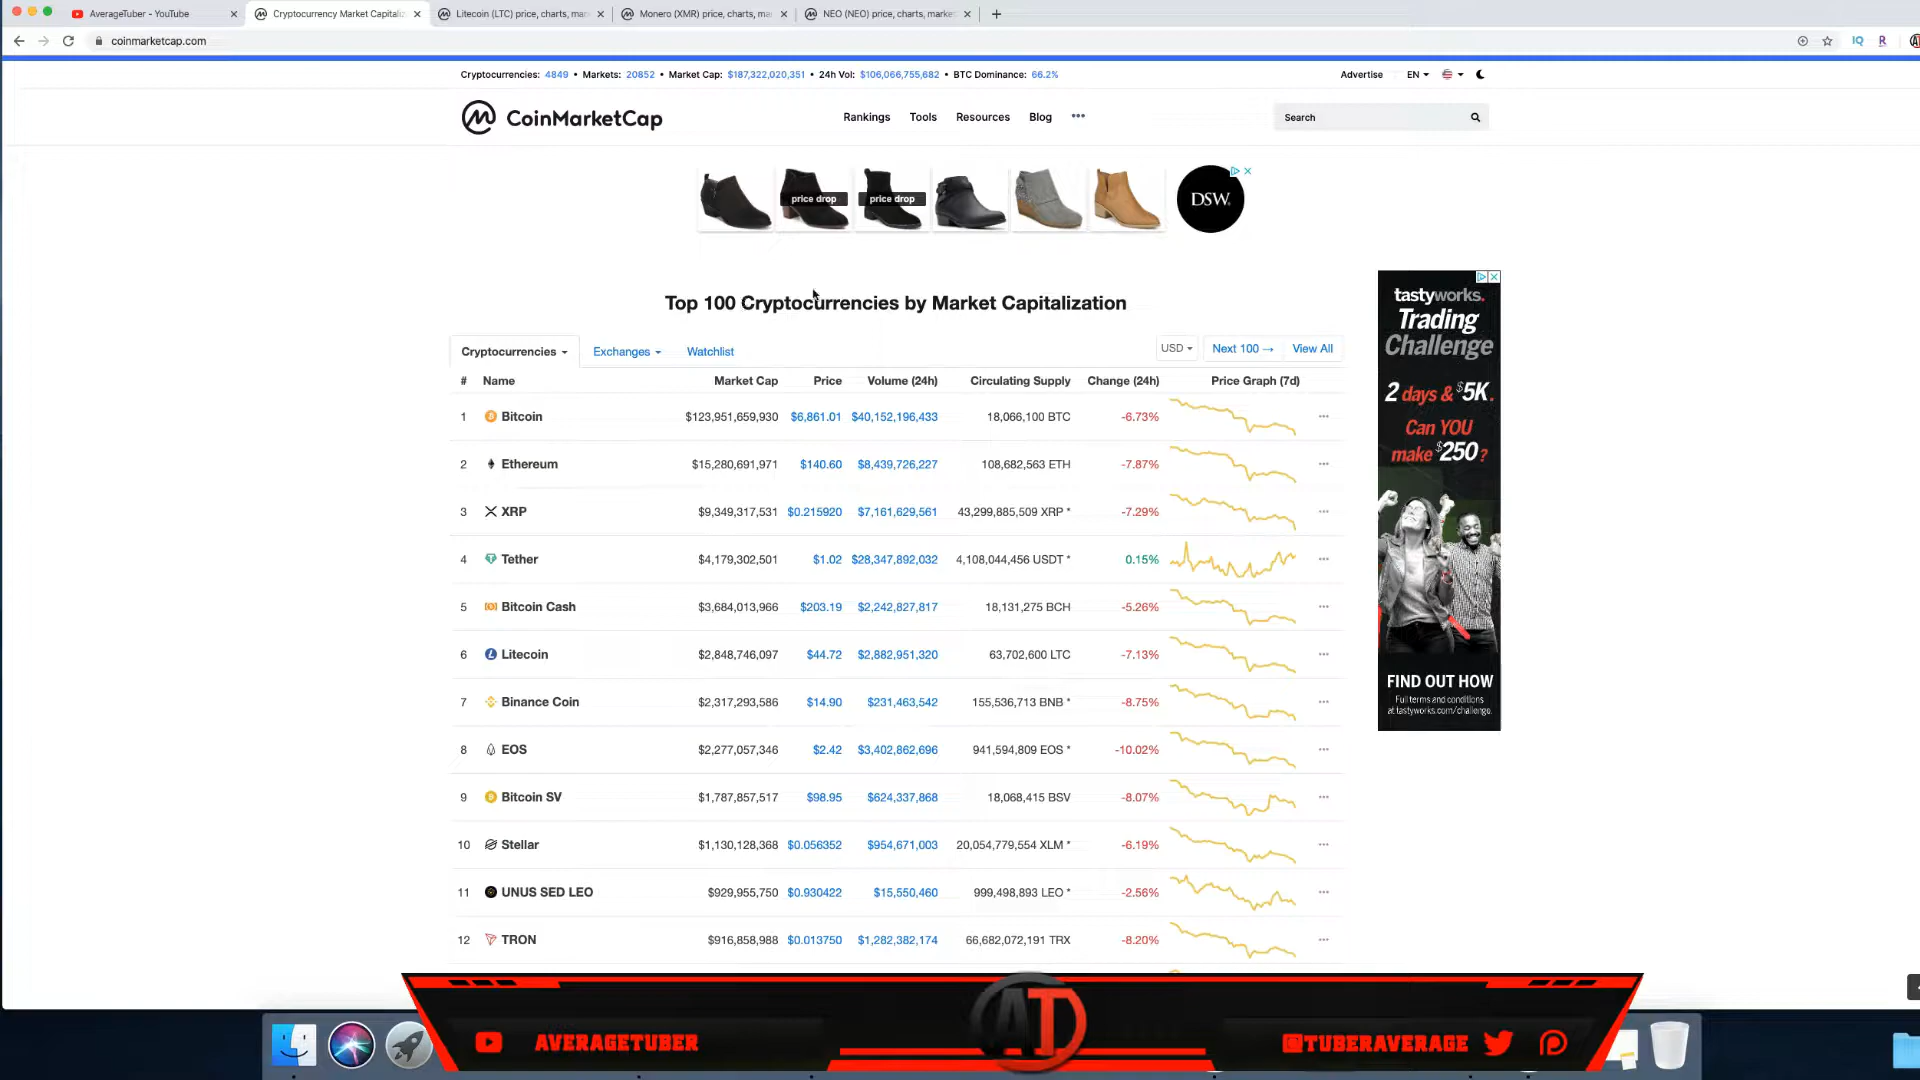 AverageTuber - YouTube
Cryptocurrency Market Capitaliz
Litecoin (LTC) price, charts, mar
Monero (XMR) price, charts, ma
NEO (NEO) price, charts, marke
coinmarketcap.com
IQ
Cryptocurrencies: 4849 • Markets: 20852 • Market Cap: $187,322,020,351 • 24h Vol: $106,066,755,682 • BTC Dominance: 66.2%
Advertise
EN
CoinMarketCap
Rankings
Tools
Resources
Blog
Search
price drop
price drop
DSW.
Top 100 Cryptocurrencies by Market Capitalization
Cryptocurrencies
Exchanges
Watchlist
USD
Next 100 →
View All
# Name Market Cap Price Volume (24h) Circulating Supply Change (24h) Price Graph (7d)
1 Bitcoin $123,951,659,930 $6,861.01 $40,152,196,433 18,066,100 BTC -6.73%
2 Ethereum $15,280,691,971 $140.60 $8,439,726,227 108,682,563 ETH -7.87%
3 XRP $9,349,317,531 $0.215920 $7,161,629,561 43,299,885,509 XRP * -7.29%
4 Tether $4,179,302,501 $1.02 $28,347,892,032 4,108,044,456 USDT * 0.15%
5 Bitcoin Cash $3,684,013,966 $203.19 $2,242,827,817 18,131,275 BCH -5.26%
6 Litecoin $2,848,746,097 $44.72 $2,882,951,320 63,702,600 LTC -7.13%
7 Binance Coin $2,317,293,586 $14.90 $231,463,542 155,536,713 BNB * -8.75%
8 EOS $2,277,057,346 $2.42 $3,402,862,696 941,594,809 EOS * -10.02%
9 Bitcoin SV $1,787,857,517 $98.95 $624,337,868 18,068,415 BSV -8.07%
10 Stellar $1,130,128,368 $0.056352 $954,671,003 20,054,779,554 XLM * -6.19%
11 UNUS SED LEO $929,955,750 $0.930422 $15,550,460 999,498,893 LEO * -2.56%
12 TRON $916,858,988 $0.013750 $1,282,382,174 66,682,072,191 TRX -8.20%
tastyworks.
Trading
Challenge
2 days & $5K.
Can YOU
make $250 ?
FIND OUT HOW
Full terms and conditions
at tastyworks.com/challenge.
AVERAGETUBER
AT
@TUBERAVERAGE